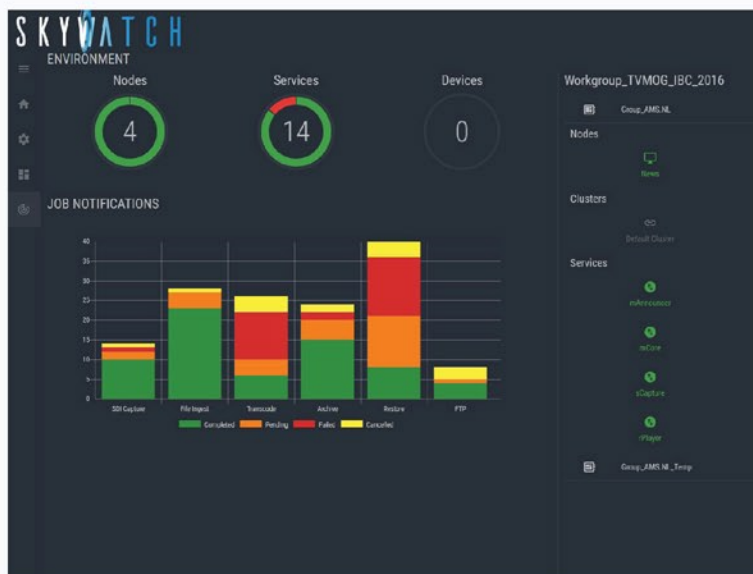 SKYWATCH
ENVIRONMENT
Nodes
Services
Devices
4
14
0
Workgroup_TVMOG_IBC_2016
Group_AMS.NL
Nodes
News
Clusters
Default Cluster
Services
mAnnouncer
mCore
sCapture
rPlayer
Group_AMS.NL_Temp
JOB NOTIFICATIONS
40
35
30
25
20
15
10
5
0
SDI Capture File Ingest Transcode Archive Restore FTP
Completed Pending Failed Cancelled